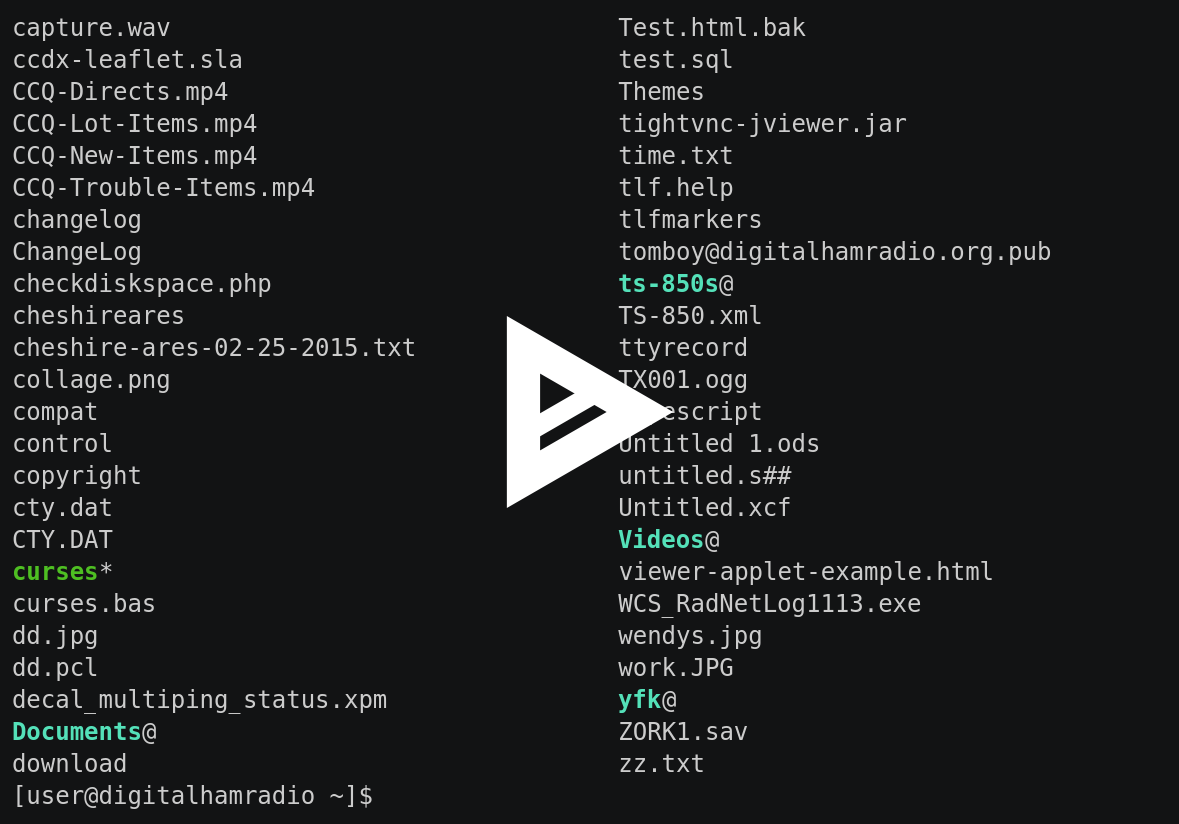 capture.wav
ccdx-leaflet.sla
CCQ-Directs.mp4
CCQ-Lot-Items.mp4
CCQ-New-Items.mp4
CCQ-Trouble-Items.mp4
changelog
ChangeLog
checkdiskspace.php
cheshireares
cheshire-ares-02-25-2015.txt
collage.png
compat
control
copyright
cty.dat
CTY.DAT
curses*
curses.bas
dd.jpg
dd.pcl
decal_multiping_status.xpm
Documents@
download
Test.html.bak
test.sql
Themes
tightvnc-jviewer.jar
time.txt
tlf.help
tlfmarkers
tomboy@digitalhamradio.org.pub
ts-850s@
TS-850.xml
ttyrecord
TX001.ogg
Untitled 1.ods
untitled.s##
Untitled.xcf
Videos@
viewer-applet-example.html
WCS_RadNetLog1113.exe
wendys.jpg
work.JPG
yfk@
ZORK1.sav
zz.txt
[user@digitalhamradio ~]$